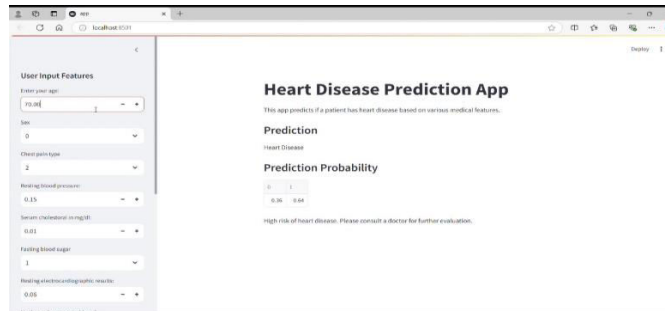 app
localhost:8501
Deploy
User Input Features
Enter your age:
70.00
Sex
0
Chest pain type
2
Resting blood pressure:
0.15
Serum cholestoral in mg/dl:
0.01
Fasting blood sugar
1
Resting electrocardiographic results:
0.06
Heart Disease Prediction App
This app predicts if a patient has heart disease based on various medical features.
Prediction
Heart Disease
Prediction Probability
0 1
0.36 0.64
High risk of heart disease. Please consult a doctor for further evaluation.